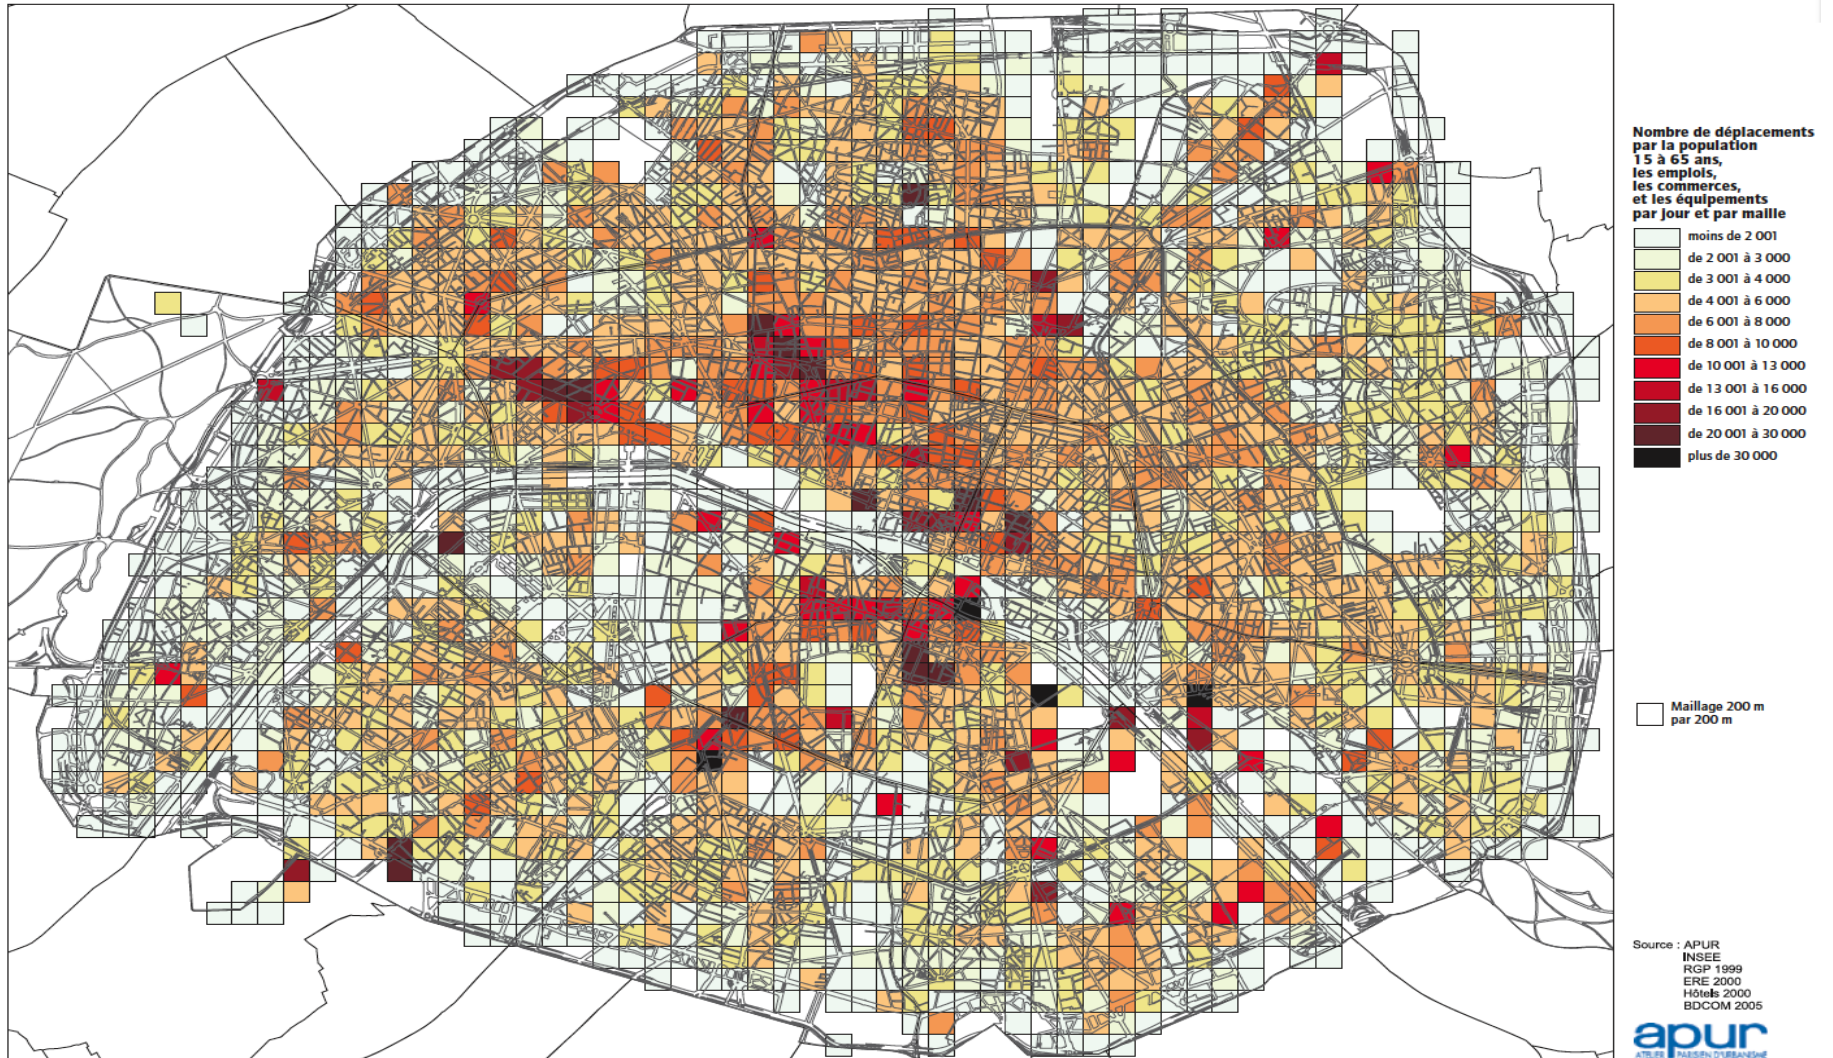 Nombre de déplacements
par la population
15 à 65 ans,
les emplois,
les commerces,
et les équipements
par jour et par maille
moins de 2 001
de 2 001 à 3 000
de 3 001 à 4 000
de 4 001 à 6 000
de 6 001 à 8 000
de 8 001 à 10 000
de 10 001 à 13 000
de 13 001 à 16 000
de 16 001 à 20 000
de 20 001 à 30 000
plus de 30 000
Maillage 200 m
par 200 m
Source : APUR
INSEE
RGP 1999
ERE 2000
Hôtels 2000
BDCOM 2005
apur
ATELIER PARISIEN D'URBANISME